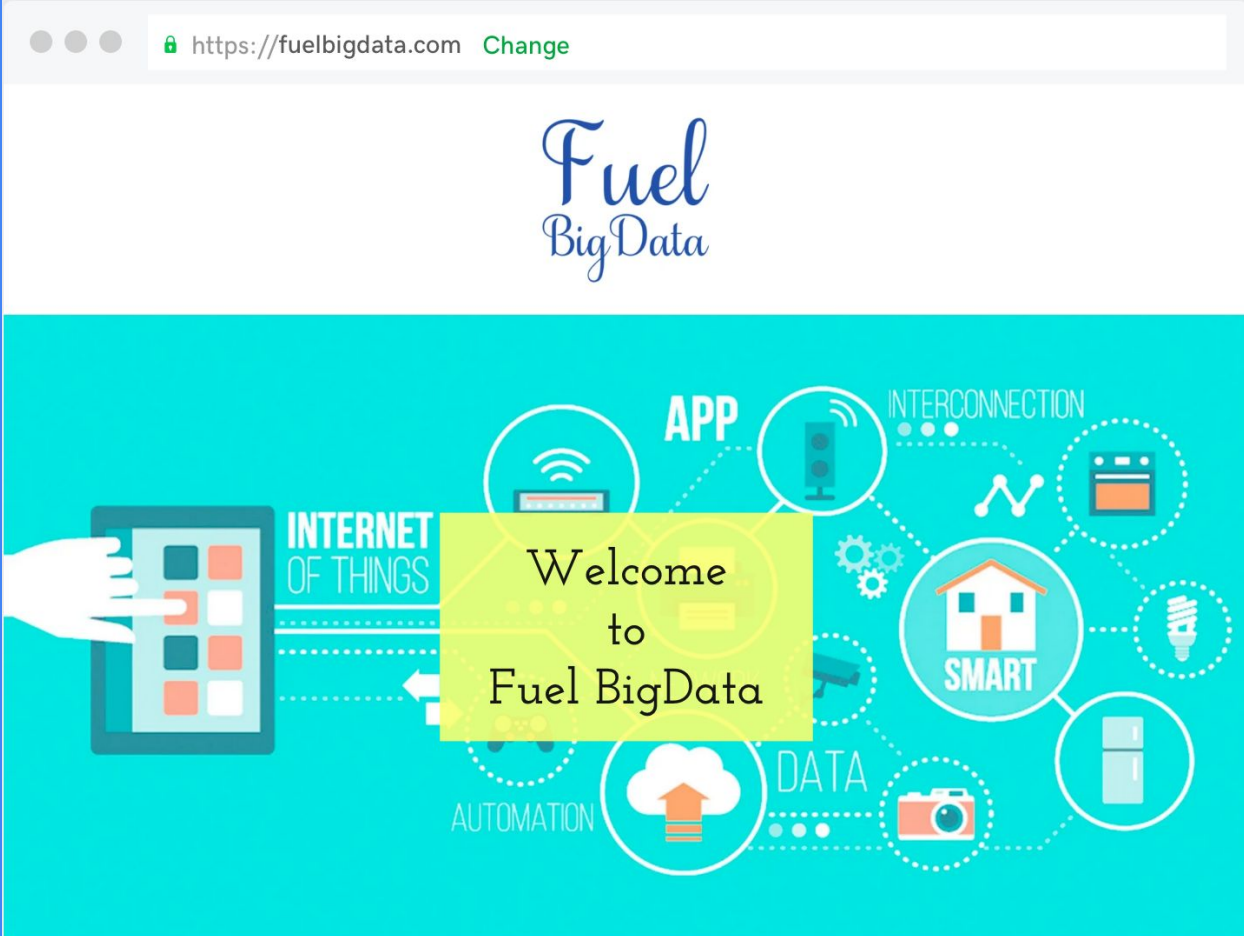 https://fuelbigdata.com Change
Fuel
BigData
APP
INTERCONNECTION
INTERNET
OF THINGS
Welcome
to
Fuel BigData
SMART
DATA
AUTOMATION